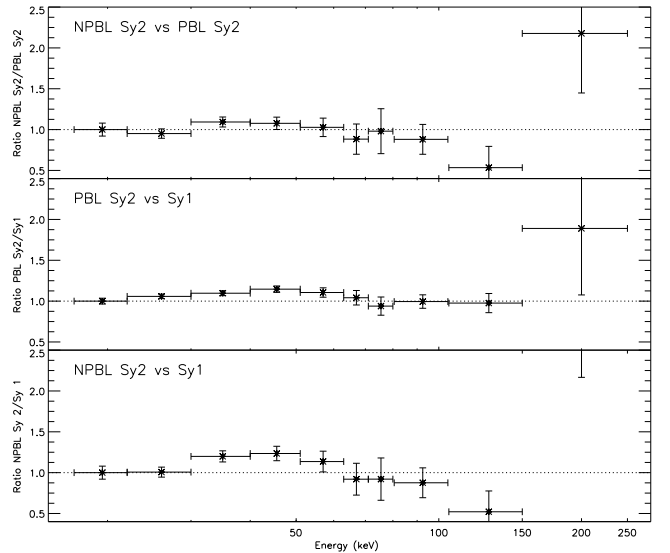 NPBL Sy2 vs PBL Sy2
Ratio NPBL Sy2/PBL Sy2
2.5
2.0
1.5
1.0
0.5
PBL Sy2 vs Sy1
Ratio PBL Sy2/Sy1
2.5
2.0
1.5
1.0
0.5
NPBL Sy2 vs Sy1
Ratio NPBL Sy 2/Sy 1
2.5
2.0
1.5
1.0
0.5
50 100 150 200 250
Energy (keV)